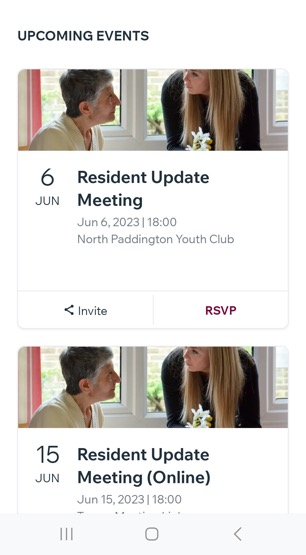 UPCOMING EVENTS
6
JUN
Resident Update
Meeting
Jun 6, 2023 | 18:00
North Paddington Youth Club
Invite
RSVP
15
JUN
Resident Update
Meeting (Online)
Jun 15, 2023 | 18:00